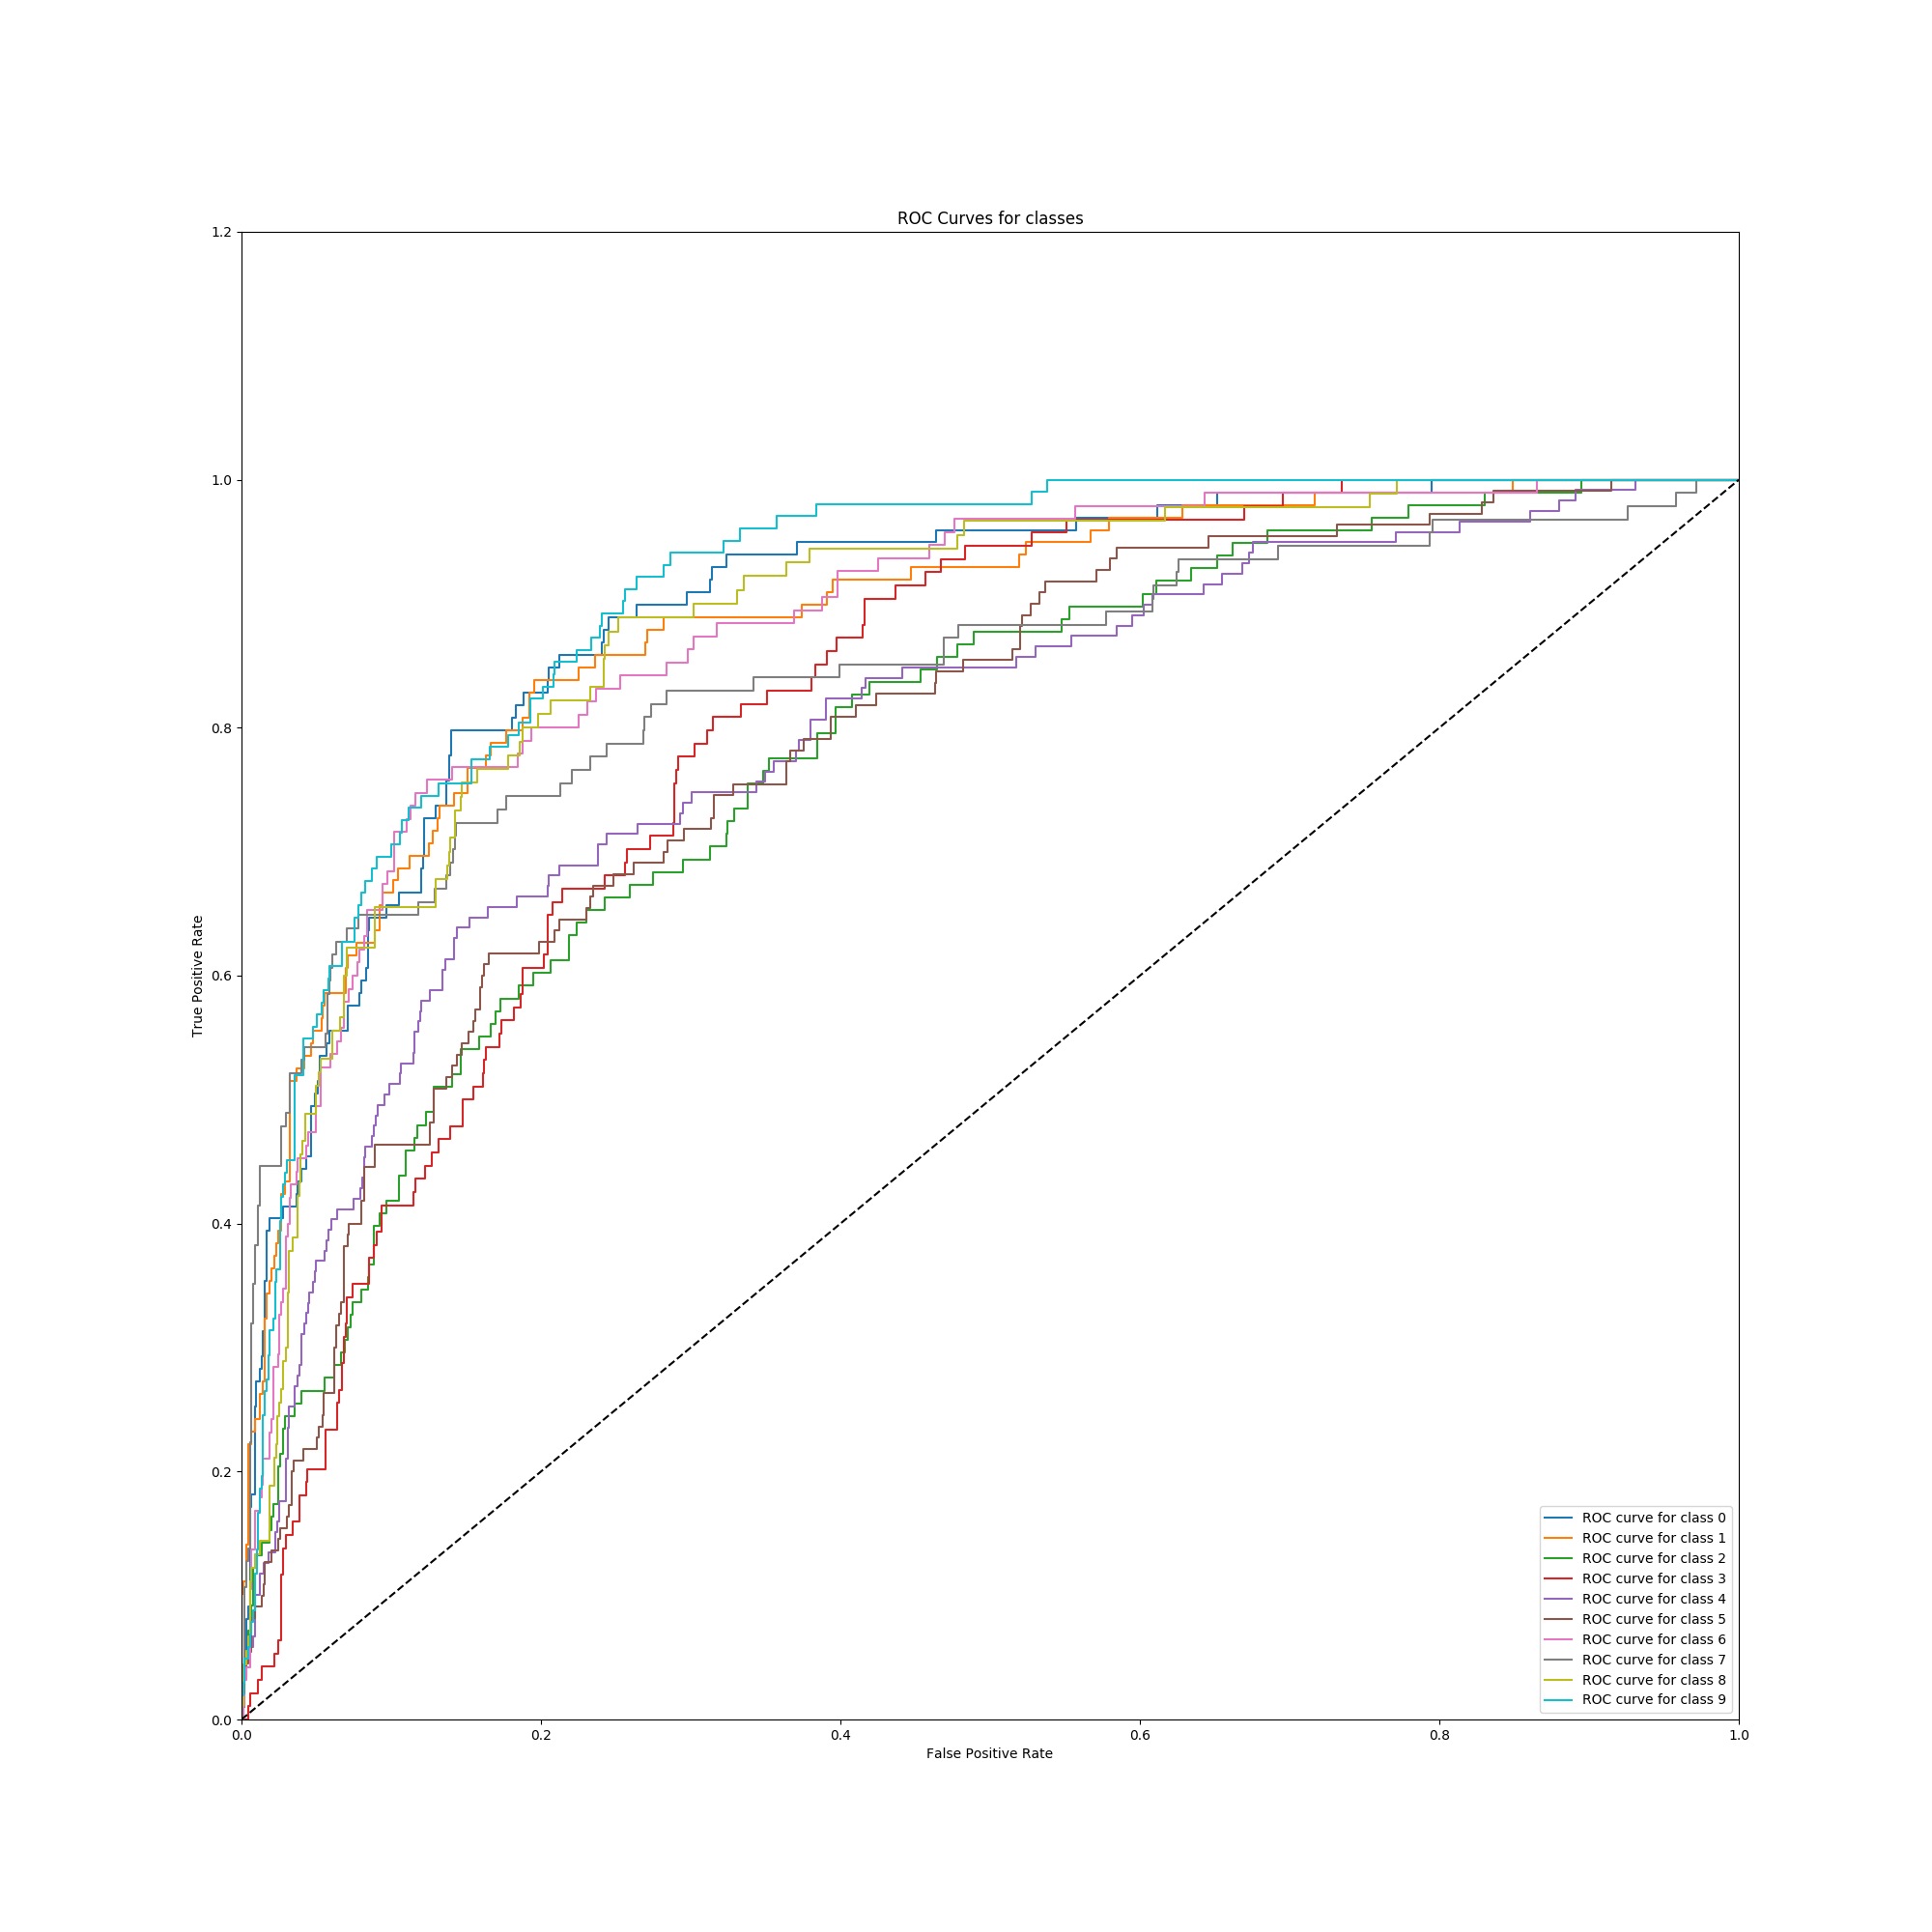 ROC Curves for classes
1.2
1.0
0.8
0.6
0.4
0.2
0.0
True Positive Rate
ROC curve for class 0
ROC curve for class 1
ROC curve for class 2
ROC curve for class 3
ROC curve for class 4
ROC curve for class 5
ROC curve for class 6
ROC curve for class 7
ROC curve for class 8
ROC curve for class 9
0.0 0.2 0.4 0.6 0.8 1.0
False Positive Rate